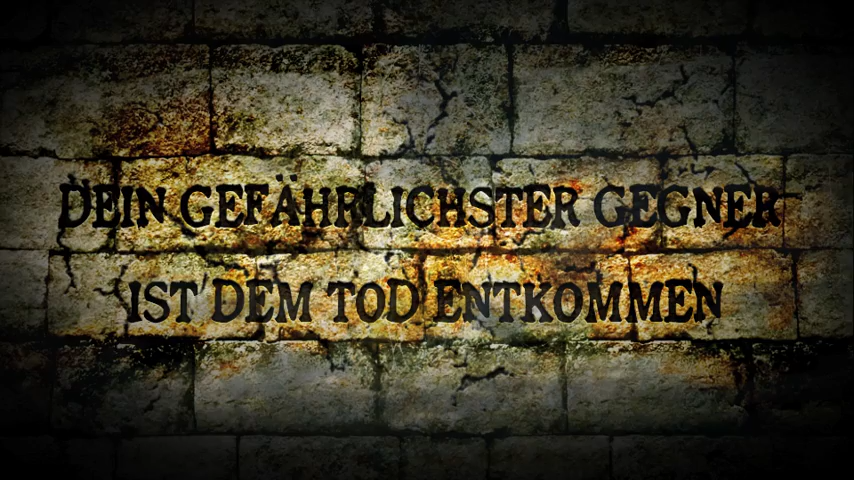 DEIN GEFÄHRLICHSTER GEGNER
IST DEM TOD ENTKOMMEN